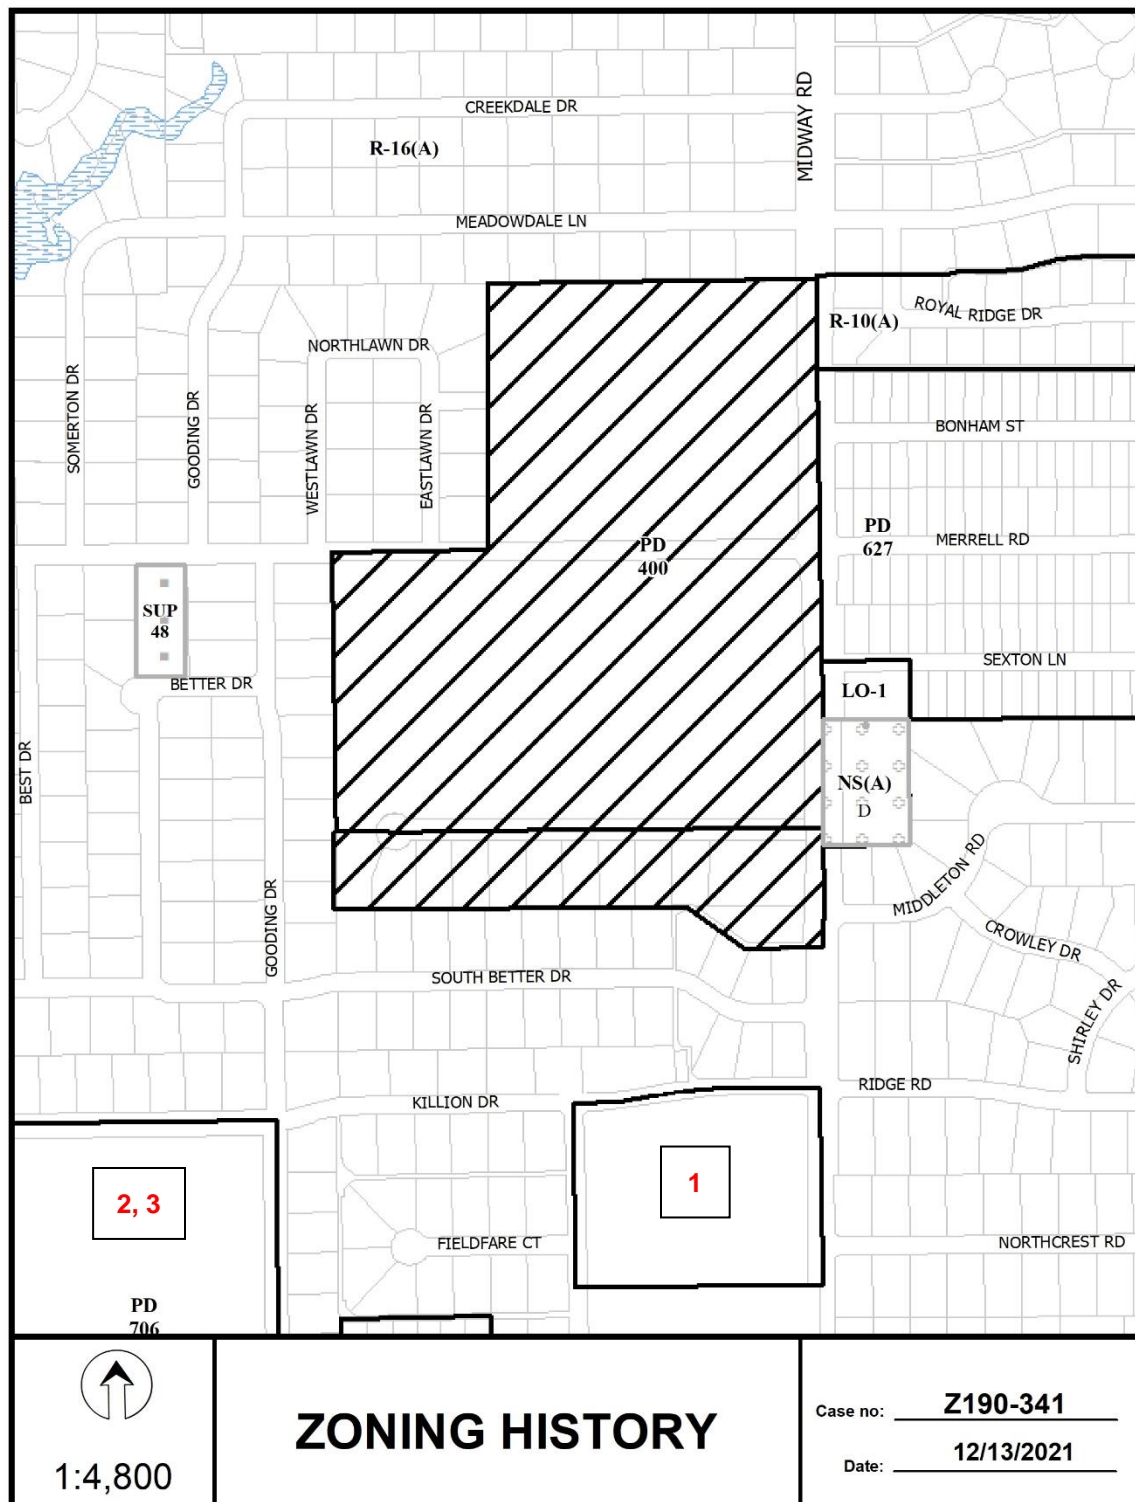 CREEKDALE DR
MIDWAY RD
R-16(A)
MEADOWDALE LN
ROYAL RIDGE DR
R-10(A)
NORTHLAWN DR
SOMERTON DR
GOODING DR
WESTLAWN DR
EASTLAWN DR
BONHAM ST
PD
627
MERRELL RD
PD
400
SUP
48
SEXTON LN
BETTER DR
LO-1
BEST DR
NS(A)
D
MIDDLETON RD
GOODING DR
CROWLEY DR
SOUTH BETTER DR
SHIRLEY DR
RIDGE RD
KILLION DR
1
2, 3
FIELDFARE CT
NORTHCREST RD
PD
706
1:4,800
ZONING HISTORY
Case no: Z190-341
Date: 12/13/2021